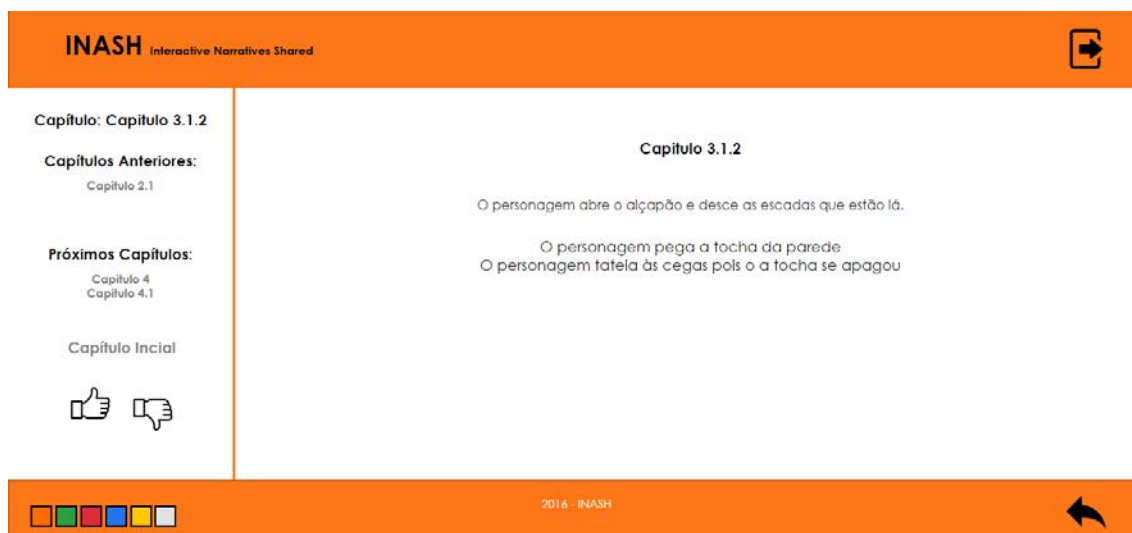 INASH Interactive Narratives Shared
Capítulo: Capitulo 3.1.2
Capítulos Anteriores:
Capitulo 2.1
Próximos Capítulos:
Capitulo 4
Capitulo 4.1
Capítulo Incial
Capitulo 3.1.2
O personagem abre o alçapão e desce as escadas que estão lá.
O personagem pega a tocha da parede
O personagem tateia às cegas pois o a tocha se apagou
2016 - INASH